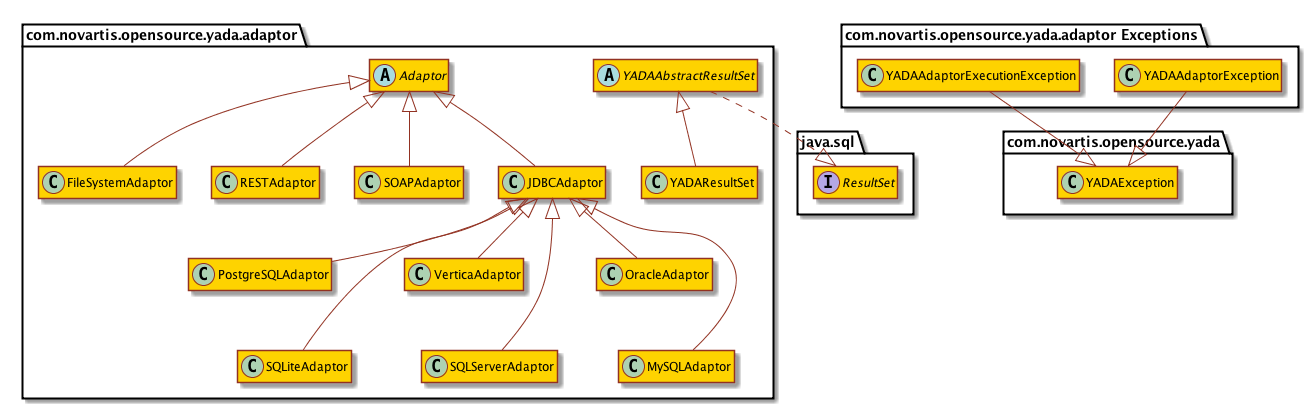 com.novartis.opensource.yada.adaptor
A Adaptor
A YADAAbstractResultSet
C FileSystemAdaptor
C RESTAdaptor
C SOAPAdaptor
C JDBCAdaptor
C YADAResultSet
C PostgreSQLAdaptor
C VerticaAdaptor
C OracleAdaptor
C SQLiteAdaptor
C SQLServerAdaptor
C MySQLAdaptor
java.sql
I ResultSet
com.novartis.opensource.yada.adaptor Exceptions
C YADAAdaptorExecutionException
C YADAAdaptorException
com.novartis.opensource.yada
C YADAException